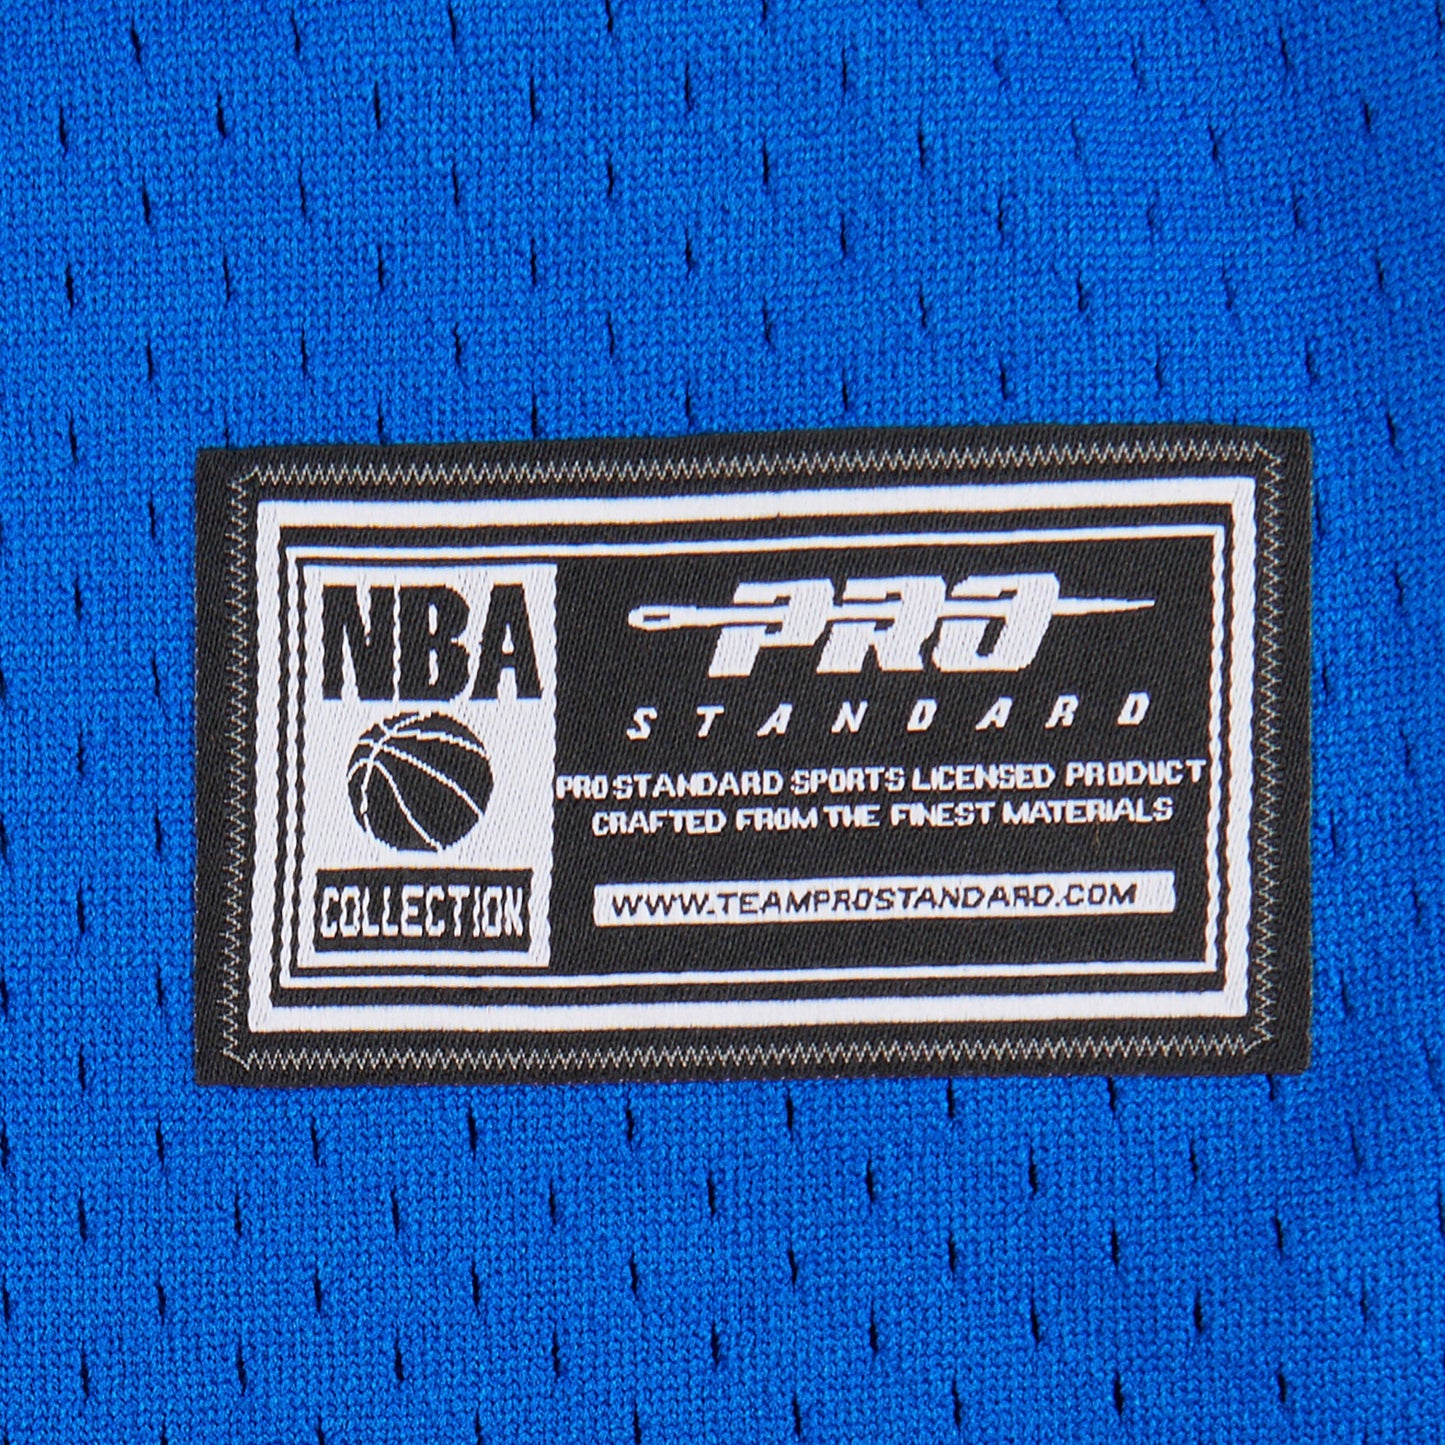 NBA
COLLECTION
PRO
STANDARD
PRO STANDARD SPORTS LICENSED PRODUCT
CRAFTED FROM THE FINEST MATERIALS
WWW.TEAMPROSTANDARD.COM